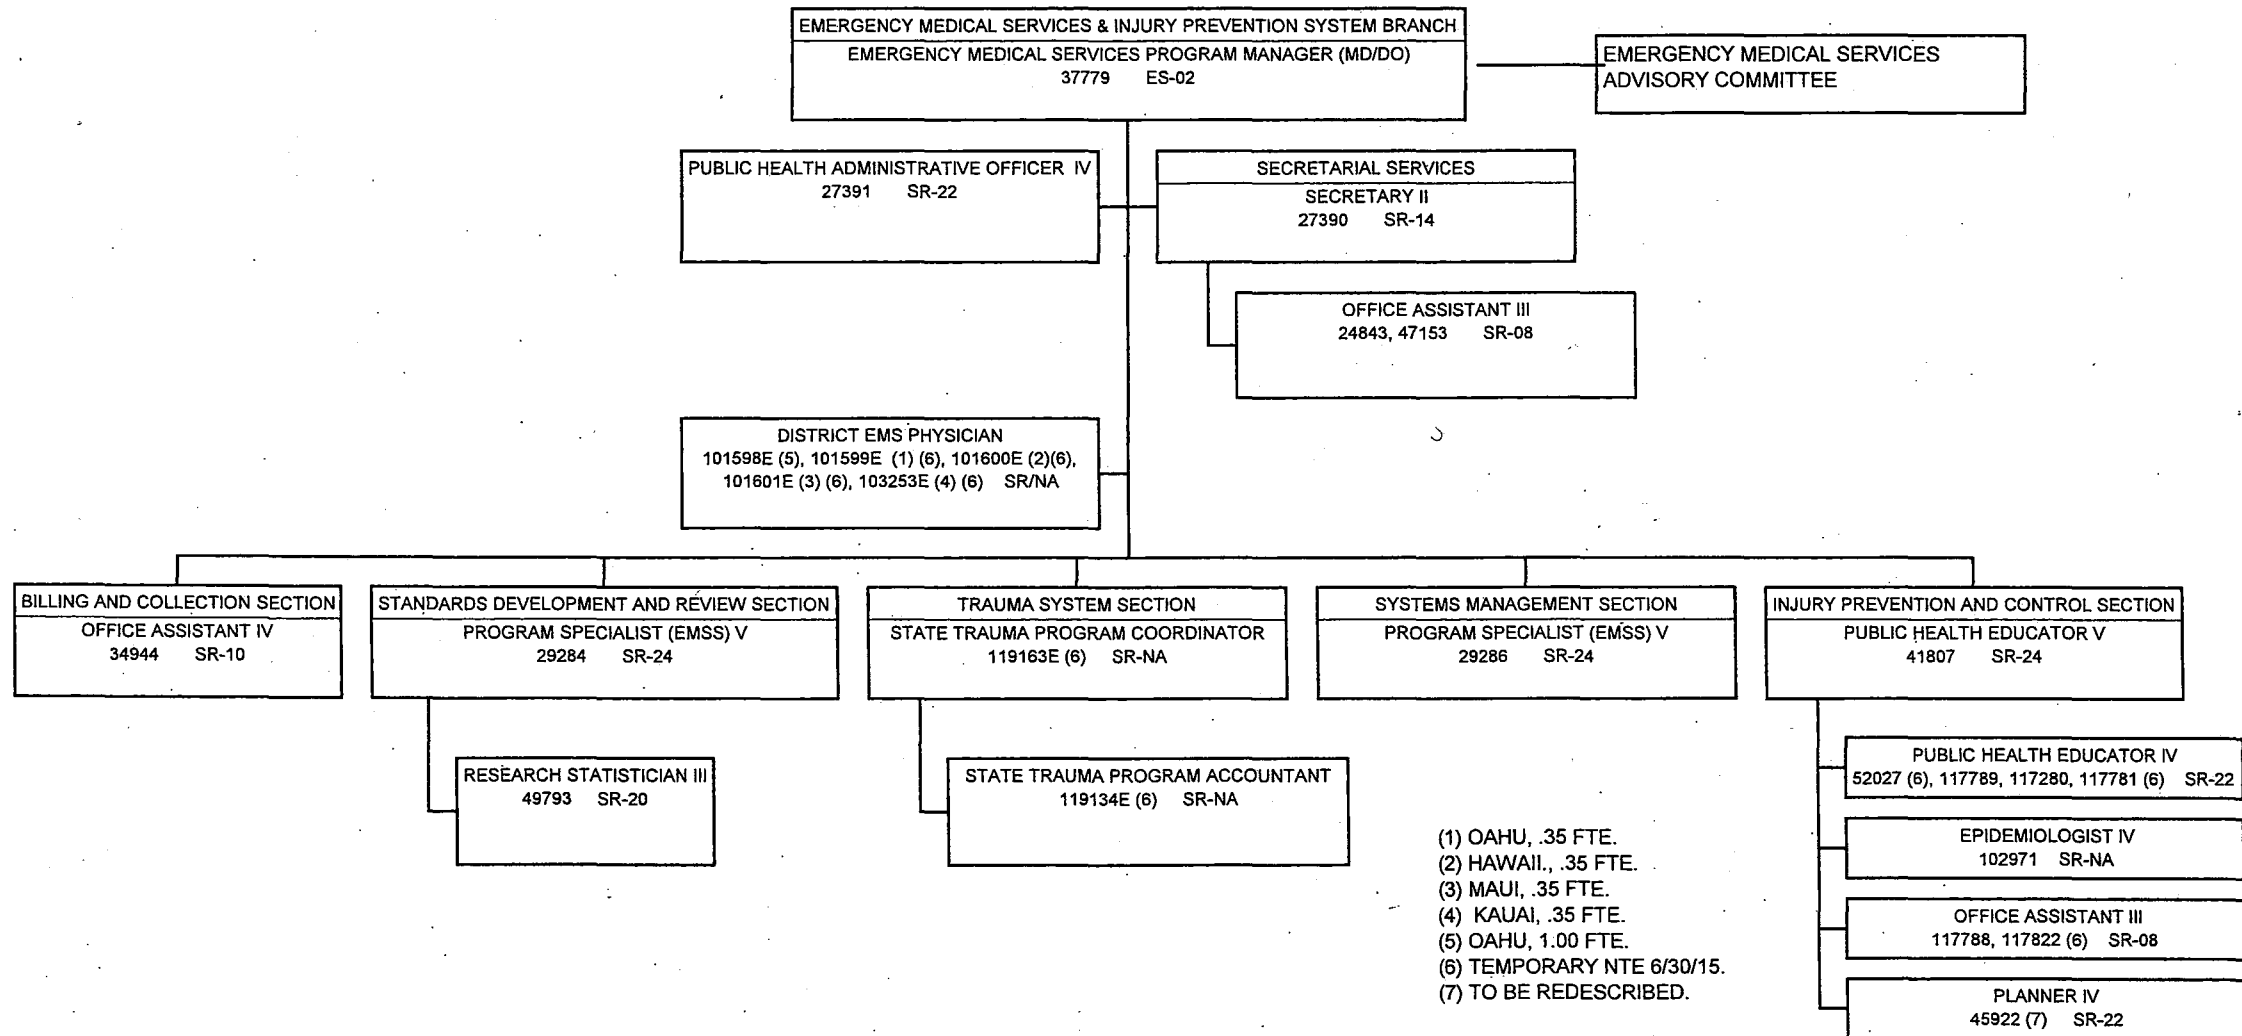 EMERGENCY MEDICAL SERVICES & INJURY PREVENTION SYSTEM BRANCH
EMERGENCY MEDICAL SERVICES PROGRAM MANAGER (MD/DO)
37779 ES-02
EMERGENCY MEDICAL SERVICES
ADVISORY COMMITTEE
PUBLIC HEALTH ADMINISTRATIVE OFFICER IV
27391 SR-22
SECRETARIAL SERVICES
SECRETARY II
27390 SR-14
OFFICE ASSISTANT III
24843, 47153 SR-08
DISTRICT EMS PHYSICIAN
101598E (5), 101599E (1) (6), 101600E (2)(6),
101601E (3) (6), 103253E (4) (6) SR/NA
BILLING AND COLLECTION SECTION
OFFICE ASSISTANT IV
34944 SR-10
STANDARDS DEVELOPMENT AND REVIEW SECTION
PROGRAM SPECIALIST (EMSS) V
29284 SR-24
RESEARCH STATISTICIAN III
49793 SR-20
TRAUMA SYSTEM SECTION
STATE TRAUMA PROGRAM COORDINATOR
119163E (6) SR-NA
STATE TRAUMA PROGRAM ACCOUNTANT
119134E (6) SR-NA
SYSTEMS MANAGEMENT SECTION
PROGRAM SPECIALIST (EMSS) V
29286 SR-24
INJURY PREVENTION AND CONTROL SECTION
PUBLIC HEALTH EDUCATOR V
41807 SR-24
PUBLIC HEALTH EDUCATOR IV
52027 (6), 117789, 117280, 117781 (6) SR-22
EPIDEMIOLOGIST IV
102971 SR-NA
OFFICE ASSISTANT III
117788, 117822 (6) SR-08
PLANNER IV
45922 (7) SR-22
(1) OAHU, .35 FTE.
(2) HAWAII., .35 FTE.
(3) MAUI, .35 FTE.
(4) KAUAI, .35 FTE.
(5) OAHU, 1.00 FTE.
(6) TEMPORARY NTE 6/30/15.
(7) TO BE REDESCRIBED.